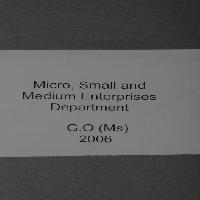 Micro, Small and
Medium Enterprises
Department
G.O (Ms)
2006